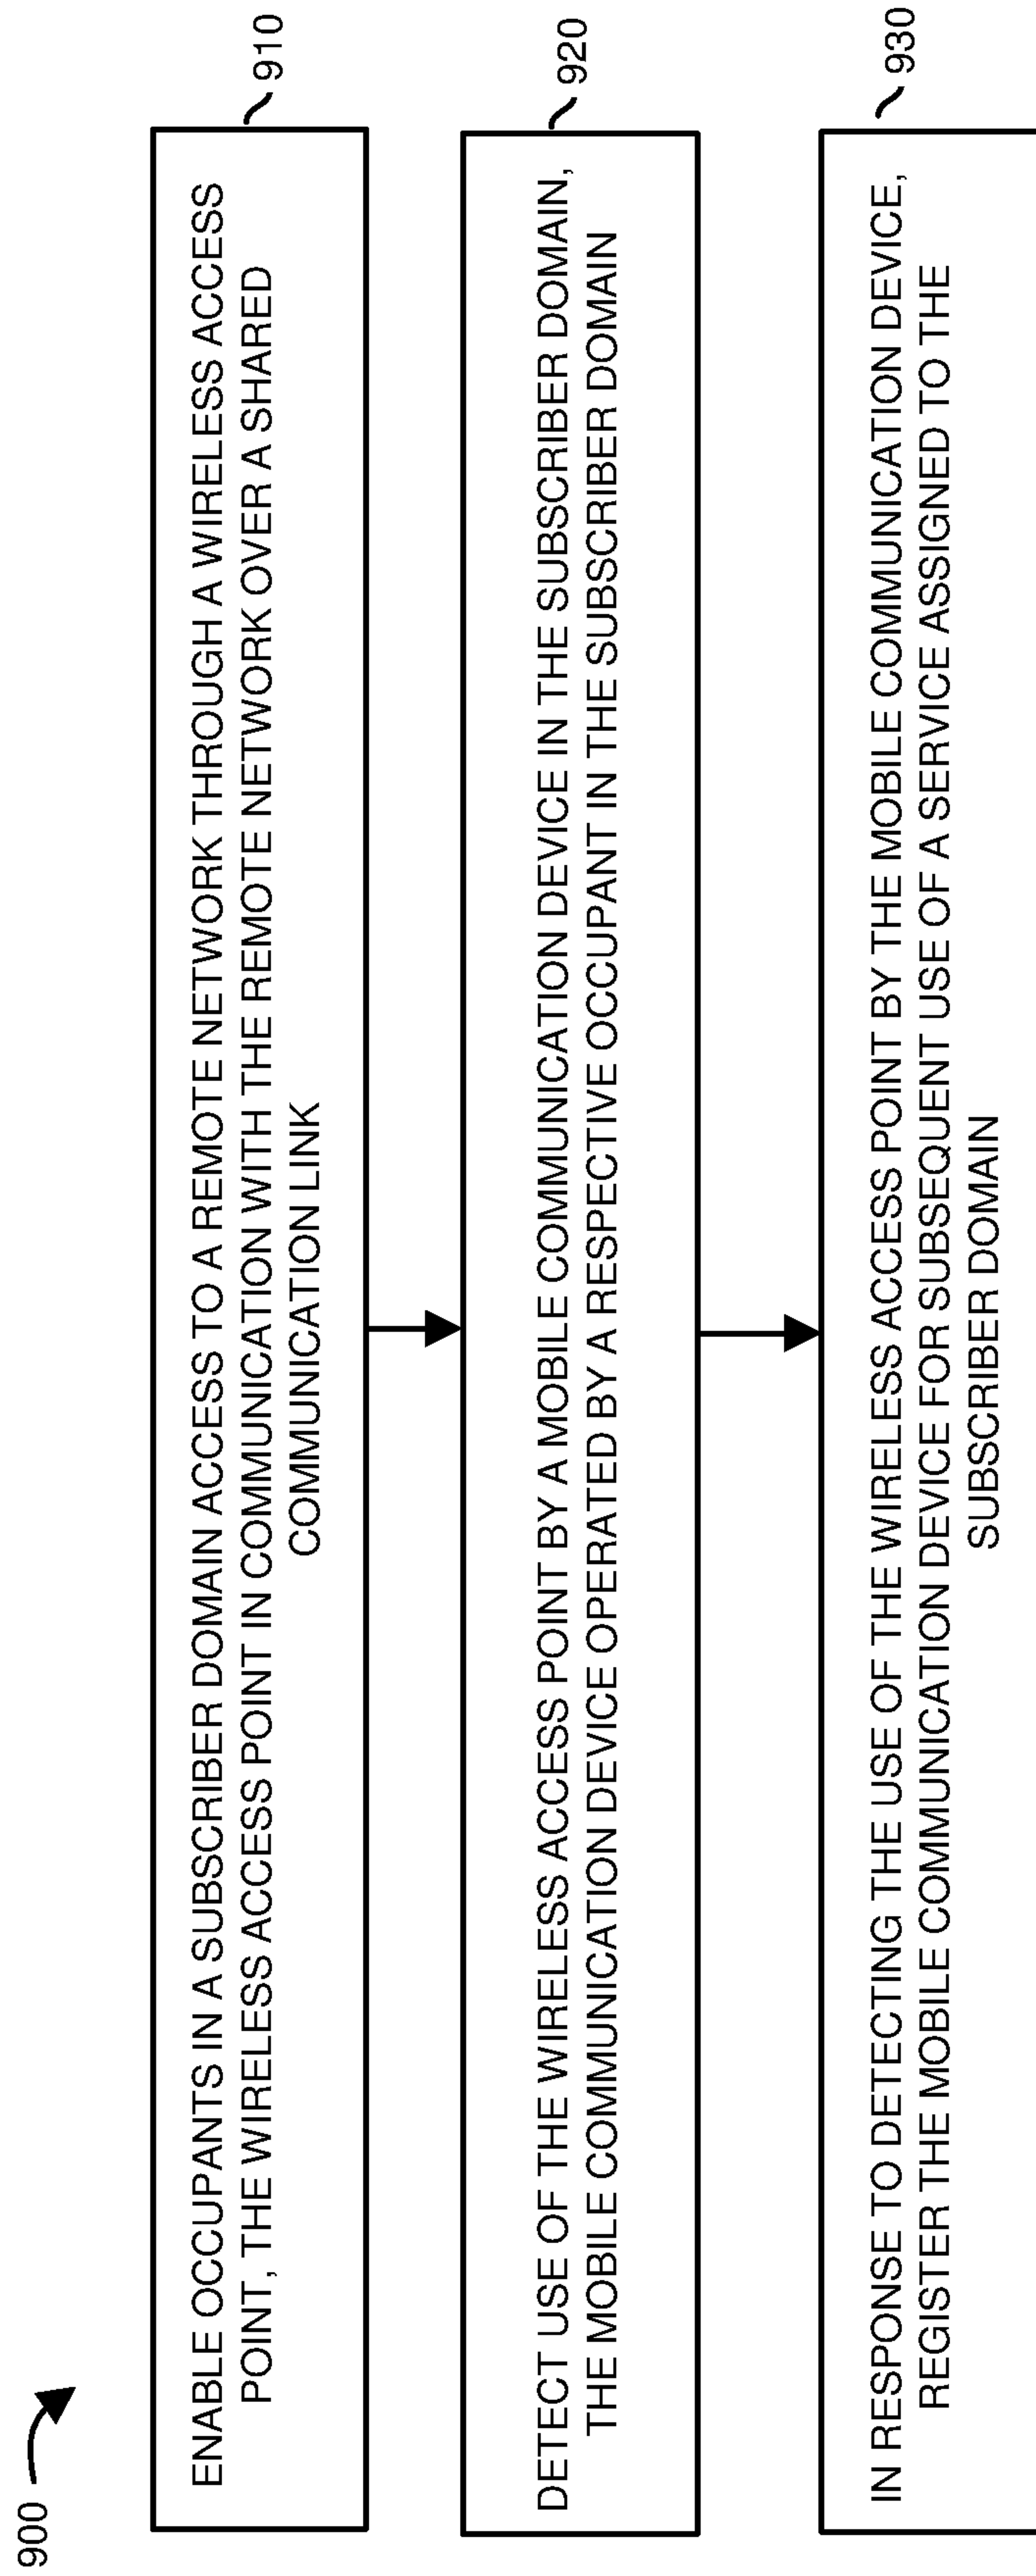 900
ENABLE OCCUPANTS IN A SUBSCRIBER DOMAIN ACCESS TO A REMOTE NETWORK THROUGH A WIRELESS ACCESS
POINT, THE WIRELESS ACCESS POINT IN COMMUNICATION WITH THE REMOTE NETWORK OVER A SHARED
COMMUNICATION LINK
910
DETECT USE OF THE WIRELESS ACCESS POINT BY A MOBILE COMMUNICATION DEVICE IN THE SUBSCRIBER DOMAIN,
THE MOBILE COMMUNICATION DEVICE OPERATED BY A RESPECTIVE OCCUPANT IN THE SUBSCRIBER DOMAIN
920
IN RESPONSE TO DETECTING THE USE OF THE WIRELESS ACCESS POINT BY THE MOBILE COMMUNICATION DEVICE,
REGISTER THE MOBILE COMMUNICATION DEVICE FOR SUBSEQUENT USE OF A SERVICE ASSIGNED TO THE
SUBSCRIBER DOMAIN
930